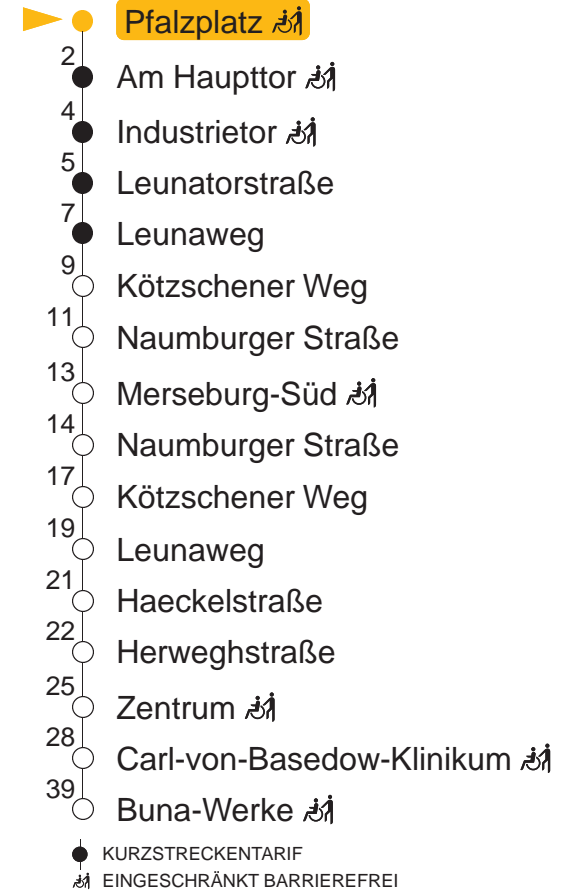 Pfalzplatz
2
Am Haupttor
4
Industrietor
5
Leunatorstraße
7
Leunaweg
9
Kötzschener Weg
11
Naumburger Straße
13
Merseburg-Süd
14
Naumburger Straße
17
Kötzschener Weg
19
Leunaweg
21
Haeckelstraße
22
Herweghstraße
25
Zentrum
28
Carl-von-Basedow-Klinikum
39
Buna-Werke
KURZSTRECKENTARIF
EINGESCHRÄNKT BARRIEREFREI